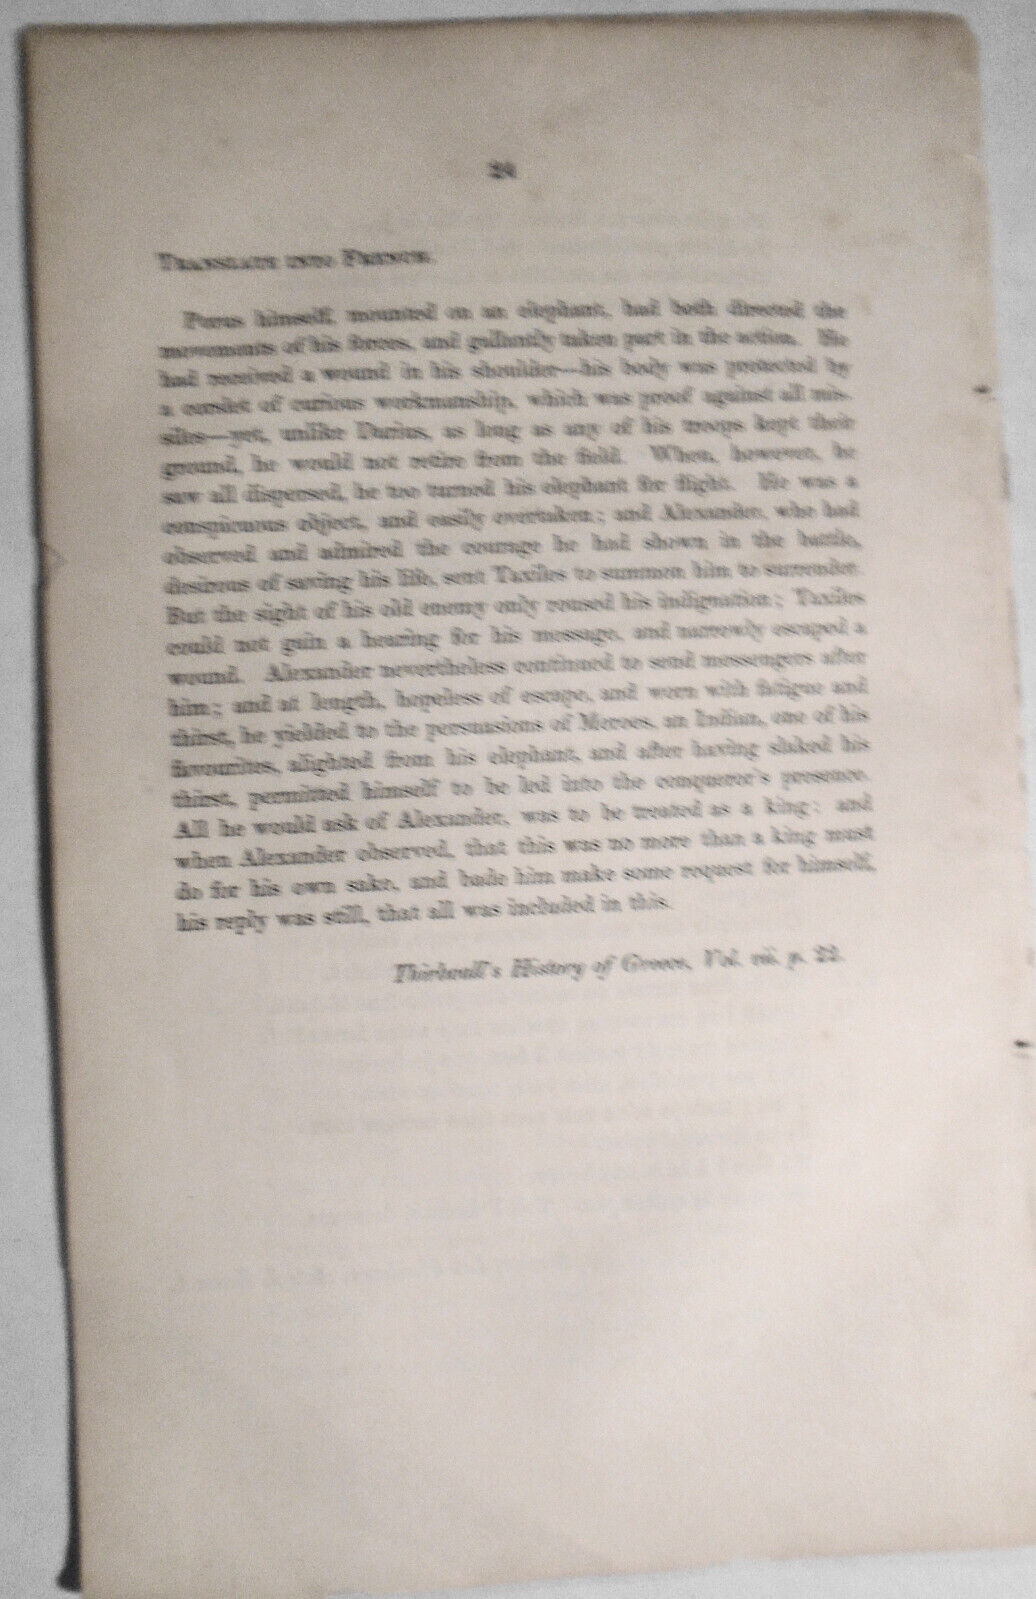 Translate into French.
Porus himself, mounted on an elephant, had both directed the
movements of his forces, and gallantly taken part in the action. He
had received a wound in his shoulder—his body was protected by
a corslet of curious workmanship, which was proof against all mis-
siles—yet, unlike Darius, as long as any of his troops kept their
ground, he would not retire from the field. When, however, he
saw all dispersed, he too turned his elephant for flight. He was a
conspicuous object, and easily overtaken; and Alexander, who had
observed and admired the courage he had shown in the battle,
desirous of saving his life, sent Taxiles to summon him to surrender.
But the sight of his old enemy only roused his indignation; Taxiles
could not gain a hearing for his message, and narrowly escaped a
wound. Alexander nevertheless continued to send messengers after
him; and at length, hopeless of escape, and worn with fatigue and
thirst, he yielded to the persuasions of Meroes, an Indian, one of his
favourites, alighted from his elephant, and after having slaked his
thirst, permitted himself to be led into the conqueror's presence.
All he would ask of Alexander, was to be treated as a king: and
when Alexander observed, that this was no more than a king must
do for his own sake, and bade him make some request for himself,
his reply was still, that all was included in this.
Thirlwall's History of Greece, Vol. vii. p. 22.